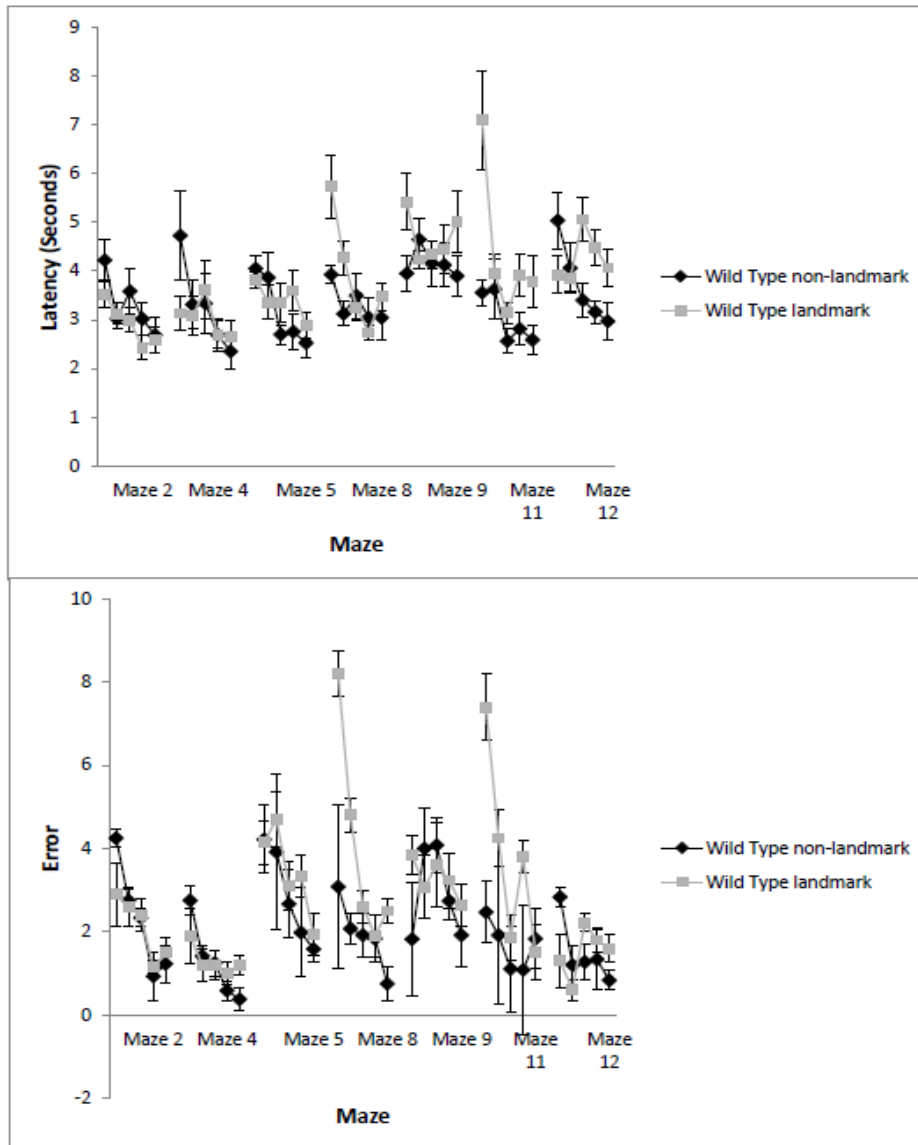 9
8
7
6
5
4
3
2
1
0
Latency (Seconds)
Maze 2 Maze 4 Maze 5 Maze 8 Maze 9 Maze 11 Maze 12
Maze
Wild Type non-landmark
Wild Type landmark
10
8
6
4
2
0
-2
Error
Maze 2 Maze 4 Maze 5 Maze 8 Maze 9 Maze 11 Maze 12
Maze
Wild Type non-landmark
Wild Type landmark